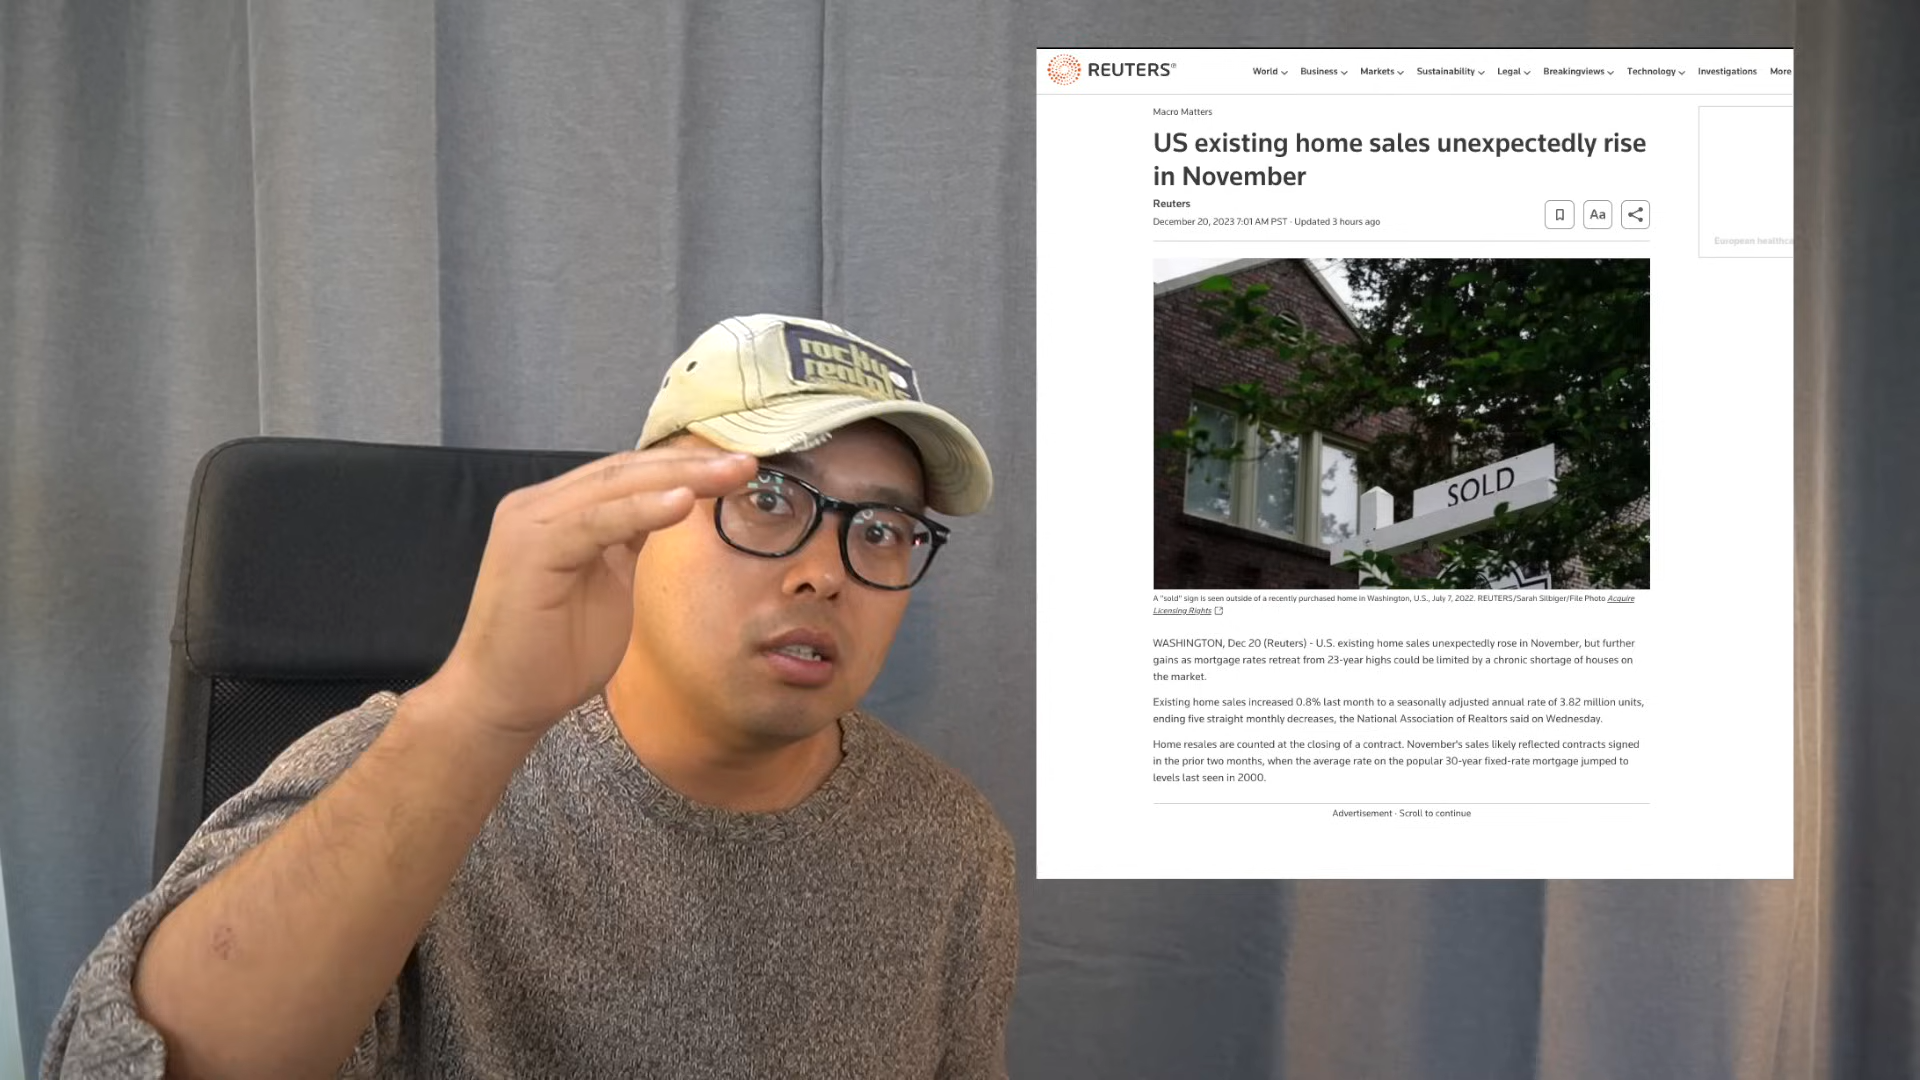 rocky
rental
REUTERS®
World Business Markets Sustainability Legal Breakingviews Technology Investigations More
Macro Matters
US existing home sales unexpectedly rise
in November
Reuters
December 20, 2023 7:01 AM PST · Updated 3 hours ago
Aa
European healthca
SOLD
A "sold" sign is seen outside of a recently purchased home in Washington, U.S., July 7, 2022. REUTERS/Sarah Silbiger/File Photo Acquire
Licensing Rights
WASHINGTON, Dec 20 (Reuters) - U.S. existing home sales unexpectedly rose in November, but further
gains as mortgage rates retreat from 23-year highs could be limited by a chronic shortage of houses on
the market.
Existing home sales increased 0.8% last month to a seasonally adjusted annual rate of 3.82 million units,
ending five straight monthly decreases, the National Association of Realtors said on Wednesday.
Home resales are counted at the closing of a contract. November's sales likely reflected contracts signed
in the prior two months, when the average rate on the popular 30-year fixed-rate mortgage jumped to
levels last seen in 2000.
Advertisement · Scroll to continue